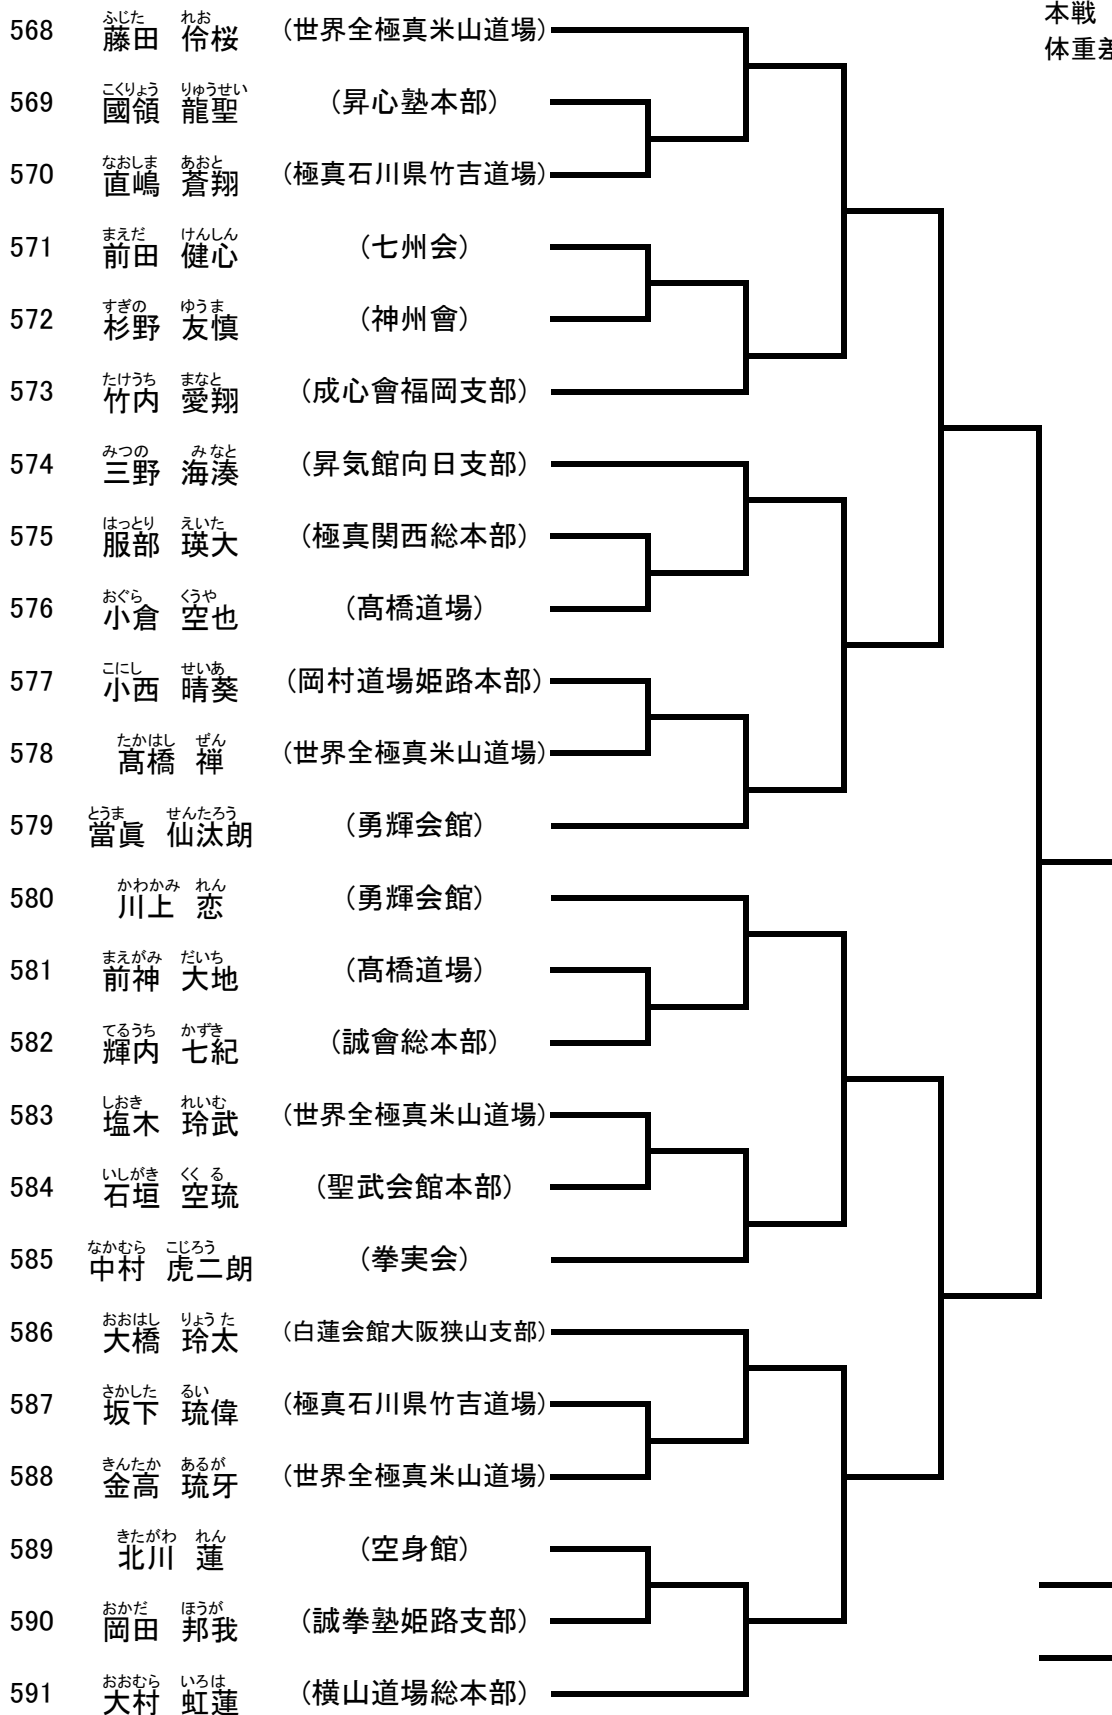 本戦
体重差
ふじた れお
568 藤田 伶桜 (世界全極真米山道場)
こくりょう りゅうせい
569 國領 龍聖 (昇心塾本部)
なおしま あおと
570 直嶋 蒼翔 (極真石川県竹吉道場)
まえだ けんしん
571 前田 健心 (七州会)
すぎの ゆうま
572 杉野 友慎 (神州會)
たけうち まなと
573 竹内 愛翔 (成心會福岡支部)
みつの みなと
574 三野 海湊 (昇気館向日支部)
はっとり えいた
575 服部 瑛大 (極真関西総本部)
おぐら くうや
576 小倉 空也 (髙橋道場)
こにし せいあ
577 小西 晴葵 (岡村道場姫路本部)
たかはし ぜん
578 髙橋 禅 (世界全極真米山道場)
とうま せんたろう
579 當眞 仙汰朗 (勇輝会館)
かわかみ れん
580 川上 恋 (勇輝会館)
まえがみ だいち
581 前神 大地 (髙橋道場)
てるうち かずき
582 輝内 七紀 (誠會総本部)
しおき れいむ
583 塩木 玲武 (世界全極真米山道場)
いしがき くくる
584 石垣 空琉 (聖武会館本部)
なかむら こじろう
585 中村 虎二朗 (拳実会)
おおはし りょうた
586 大橋 玲太 (白蓮会館大阪狭山支部)
さかした るい
587 坂下 琉偉 (極真石川県竹吉道場)
きんたか あるが
588 金高 琉牙 (世界全極真米山道場)
きたがわ れん
589 北川 蓮 (空身館)
おかだ ほうが
590 岡田 邦我 (誠拳塾姫路支部)
おおむら いろは
591 大村 虹蓮 (横山道場総本部)